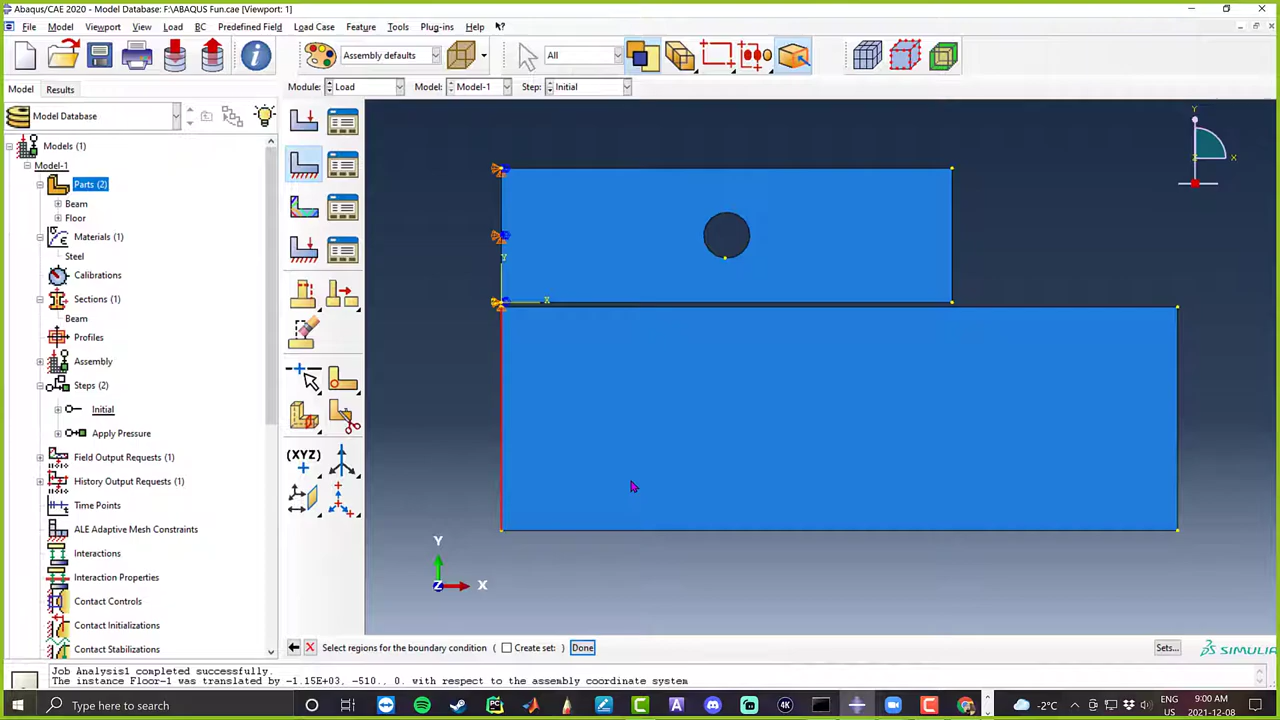 Abaqus/CAE 2020 - Model Database: F:\ABAQUS Fun.cae [Viewport: 1]
File Model Viewport View Load BC Predefined Field Load Case Feature Tools Plug-ins Help
Assembly defaults All
Model Results Module: Load Model: Model-1 Step: Initial
Model Database
Models (1)
Model-1
Parts (2)
Beam
Floor
Materials (1)
Steel
Calibrations
Sections (1)
Beam
Profiles
Assembly
Steps (2)
Initial
Apply Pressure
Field Output Requests (1)
History Output Requests (1)
Time Points
ALE Adaptive Mesh Constraints
Interactions
Interaction Properties
Contact Controls
Contact Initializations
Contact Stabilizations
(XYZ)
Y
X
Y
X
Y
X
Z
Select regions for the boundary condition ( Create set: ) Done Sets... SIMULIA
Job Analysis1 completed successfully.
The instance Floor-1 was translated by -1.15E+03, -510., 0. with respect to the assembly coordinate system
Type here to search 4K -2°C ENG 9:00 AM
US 2021-12-08